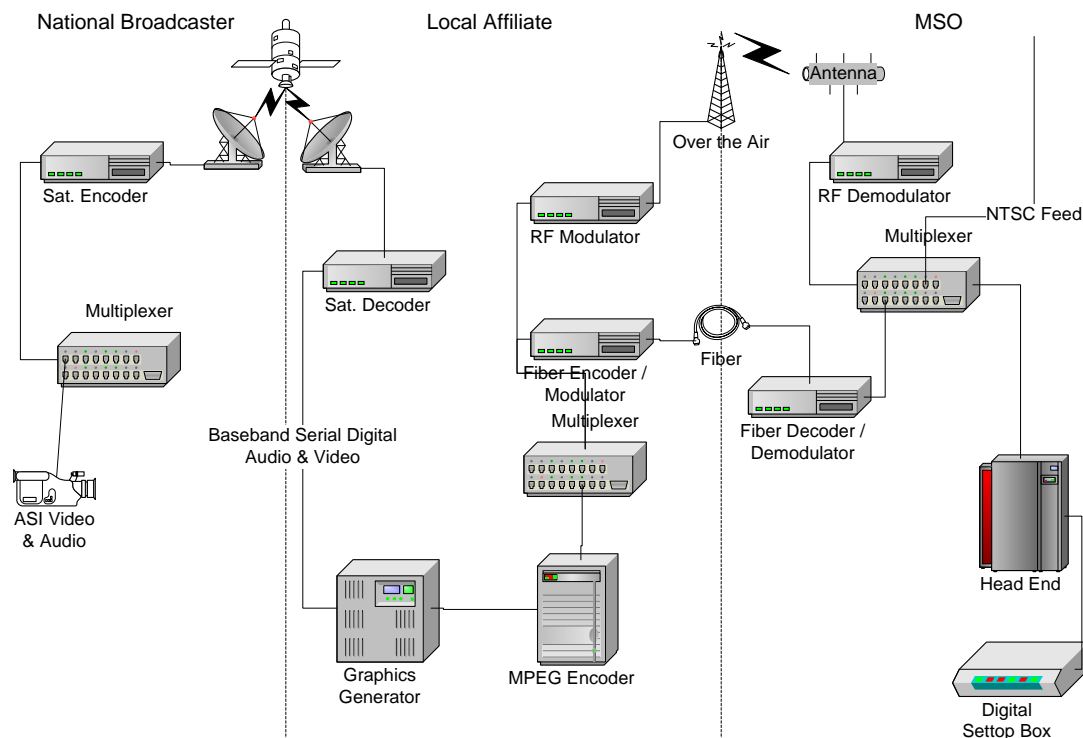 National Broadcaster
Local Affiliate
MSO
Antenna
Over the Air
Sat. Encoder
RF Modulator
RF Demodulator
NTSC Feed
Multiplexer
Sat. Decoder
Multiplexer
Fiber Encoder /
Modulator
Fiber
Multiplexer
Fiber Decoder /
Demodulator
Baseband Serial Digital
Audio & Video
ASI Video
& Audio
Head End
Graphics
Generator
MPEG Encoder
Digital
Settop Box